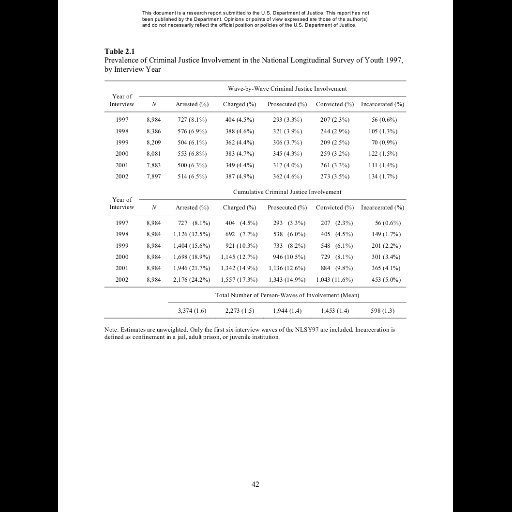 This document is a research report submitted to the U.S. Department of Justice. This report has not
been published by the Department. Opinions or points of view expressed are those of the author(s)
and do not necessarily reflect the official position or policies of the U.S. Department of Justice.
Table 2.1
Prevalence of Criminal Justice Involvement in the National Longitudinal Survey of Youth 1997,
by Interview Year
Wave-by-Wave Criminal Justice Involvement
Year of
Interview N Arrested (%) Charged (%) Prosecuted (%) Convicted (%) Incarcerated (%)
1997 8,984 727 (8.1%) 404 (4.5%) 293 (3.3%) 207 (2.3%) 56 (0.6%)
1998 8,386 576 (6.9%) 388 (4.6%) 321 (3.9%) 244 (2.9%) 105 (1.3%)
1999 8,209 504 (6.1%) 362 (4.4%) 306 (3.7%) 209 (2.5%) 70 (0.9%)
2000 8,081 553 (6.8%) 383 (4.7%) 345 (4.3%) 259 (3.2%) 122 (1.5%)
2001 7,883 500 (6.3%) 349 (4.4%) 317 (4.0%) 261 (3.3%) 111 (1.4%)
2002 7,897 514 (6.5%) 387 (4.9%) 362 (4.6%) 273 (3.5%) 134 (1.7%)
Cumulative Criminal Justice Involvement
Year of
Interview N Arrested (%) Charged (%) Prosecuted (%) Convicted (%) Incarcerated (%)
1997 8,984 727 (8.1%) 404 (4.5%) 293 (3.3%) 207 (2.3%) 56 (0.6%)
1998 8,984 1,126 (12.5%) 692 (7.7%) 538 (6.0%) 405 (4.5%) 149 (1.7%)
1999 8,984 1,404 (15.6%) 921 (10.3%) 733 (8.2%) 548 (6.1%) 201 (2.2%)
2000 8,984 1,698 (18.9%) 1,145 (12.7%) 946 (10.5%) 729 (8.1%) 301 (3.4%)
2001 8,984 1,946 (21.7%) 1,342 (14.9%) 1,136 (12.6%) 884 (9.8%) 365 (4.1%)
2002 8,984 2,176 (24.2%) 1,557 (17.3%) 1,343 (14.9%) 1,043 (11.6%) 453 (5.0%)
Total Number of Person-Waves of Involvement (Mean)
3,374 (1.6) 2,273 (1.5) 1,944 (1.4) 1,453 (1.4) 598 (1.3)
Note: Estimates are unweighted. Only the first six interview waves of the NLSY97 are included. Incarceration is
defined as confinement in a jail, adult prison, or juvenile institution.
42